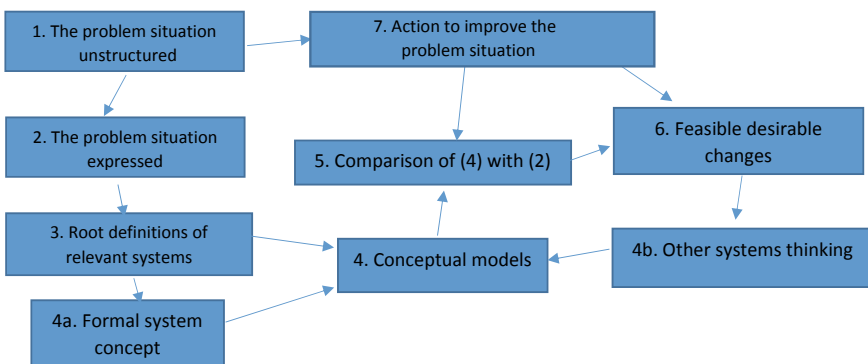 1. The problem situation
unstructured
7. Action to improve the
problem situation
2. The problem situation
expressed
5. Comparison of (4) with (2)
6. Feasible desirable
changes
3. Root definitions of
relevant systems
4. Conceptual models
4b. Other systems thinking
4a. Formal system
concept